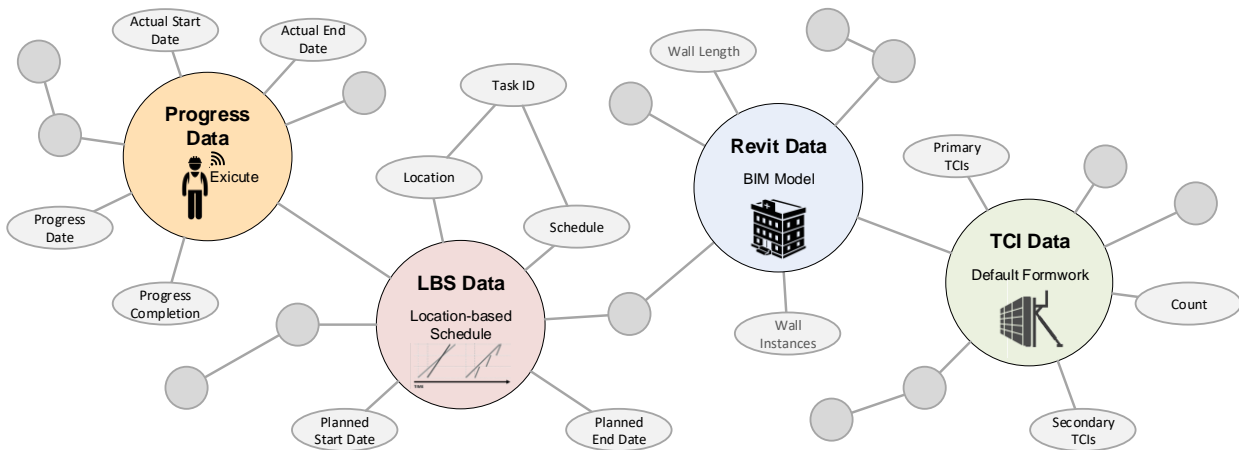 Actual Start
Date
Actual End
Date
Progress
Data
Exicute
Progress
Date
Progress
Completion
Task ID
Location
Schedule
LBS Data
Location-based
Schedule
TIME
Planned
Start Date
Planned
End Date
Wall Length
Revit Data
BIM Model
Wall
Instances
Primary
TCIs
TCI Data
Default Formwork
Count
Secondary
TCIs